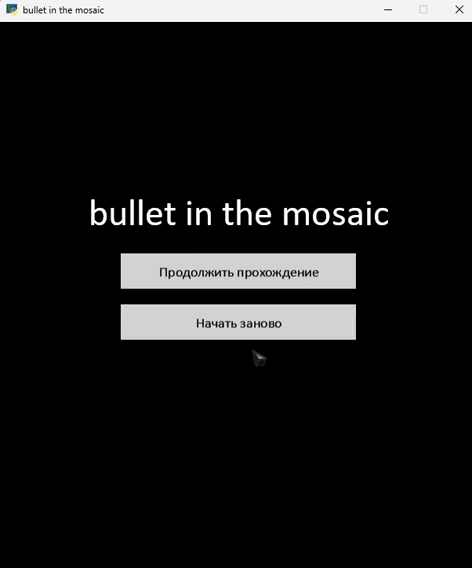 bullet in the mosaic
bullet in the mosaic
Продолжить прохождение
Начать заново